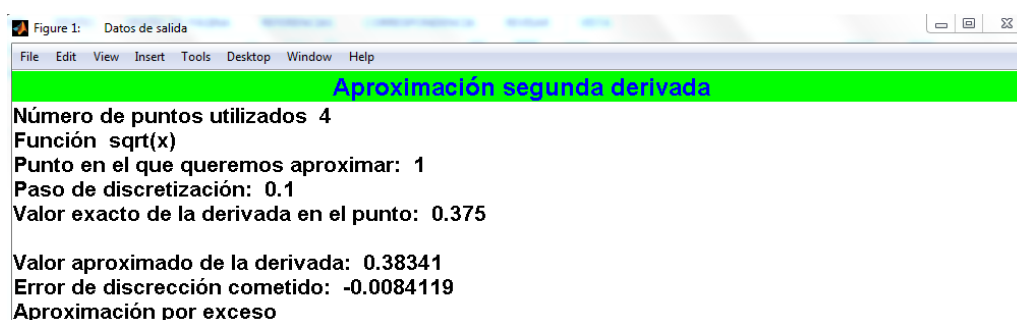 Figure 1: Datos de salida
File Edit View Insert Tools Desktop Window Help
Aproximación segunda derivada
Número de puntos utilizados 4
Función sqrt(x)
Punto en el que queremos aproximar: 1
Paso de discretización: 0.1
Valor exacto de la derivada en el punto: 0.375
Valor aproximado de la derivada: 0.38341
Error de discrección cometido: -0.0084119
Aproximación por exceso